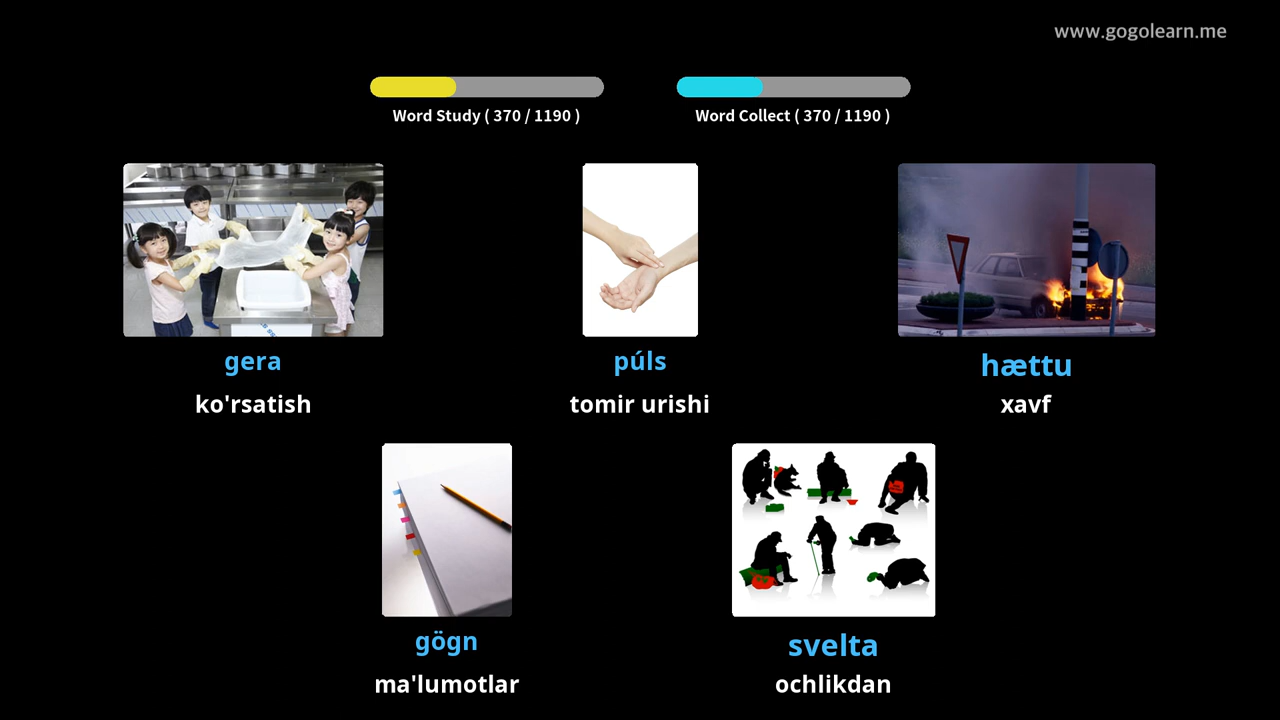 www.gogolearn.me
Word Study ( 370 / 1190 )
Word Collect ( 370 / 1190 )
gera
ko'rsatish
púls
tomir urishi
hættu
xavf
gögn
ma'lumotlar
svelta
ochlikdan